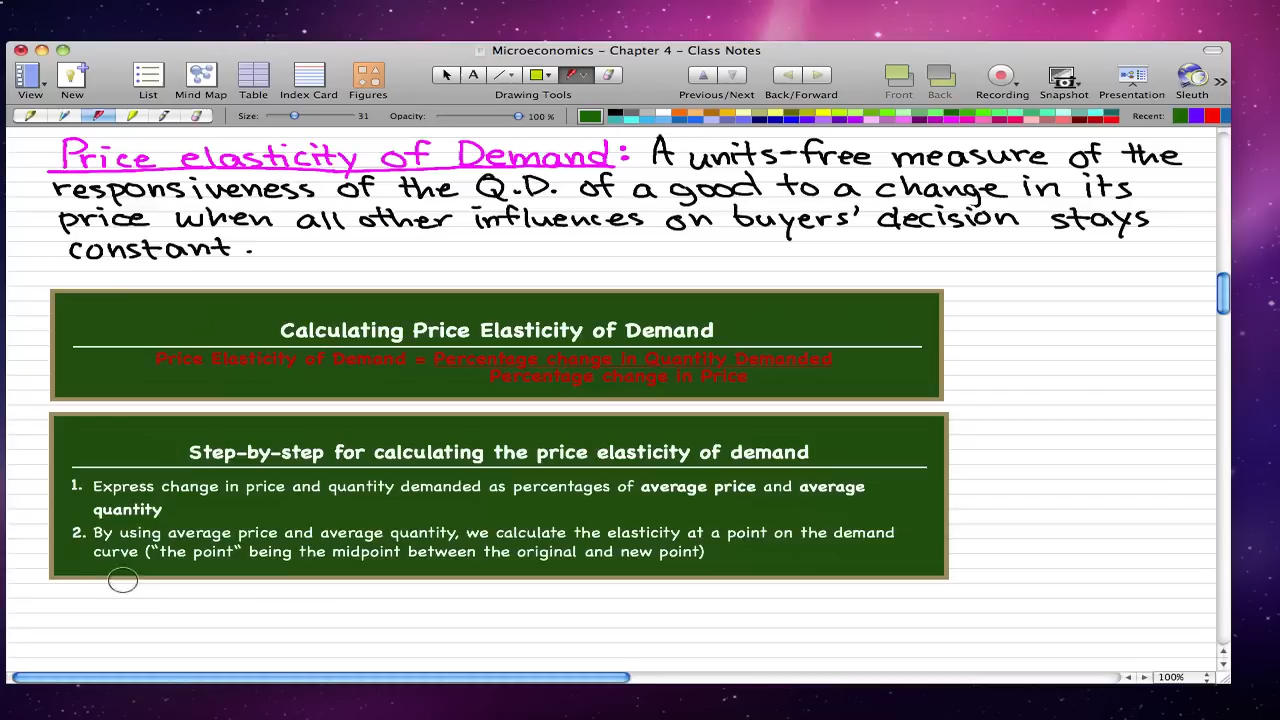 Microeconomics - Chapter 4 - Class Notes
View New List Mind Map Table Index Card Figures Drawing Tools Previous/Next Back/Forward Front Back Recording Snapshot Presentation Sleuth
Size: 31 Opacity: 100 % Recent:
Price elasticity of Demand: A units-free measure of the
responsiveness of the Q.D. of a good to a change in its
price when all other influences on buyers' decision stays
constant.
Calculating Price Elasticity of Demand
Price Elasticity of Demand = Percentage change in Quantity Demanded
Percentage change in Price
Step-by-step for calculating the price elasticity of demand
1. Express change in price and quantity demanded as percentages of average price and average
quantity
2. By using average price and average quantity, we calculate the elasticity at a point on the demand
curve ("the point" being the midpoint between the original and new point)
100%